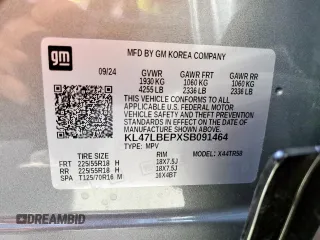 gm
MFD BY GM KOREA COMPANY
09/24 GVWR GAWR FRT GAWR RR
1930 KG 1060 KG 1060 KG
4255 LB 2336 LB 2336 LB
THIS VEHICLE CONFORMS TO ALL
APPLICABLE U.S. FEDERAL MOTOR
VEHICLE SAFETY, BUMPER, AND
THEFT PREVENTION STANDARDS
IN EFFECT ON THE DATE OF
MANUFACTURE SHOWN ABOVE.
KL47LBEPXSB091464
TYPE: MPV MODEL: X44TR58
TIRE SIZE RIM
FRT 225/55R18 H 18X7.5J
RR 225/55R18 H 18X7.5J
SPA T125/70R16 M 16X4BT
DREAMBID